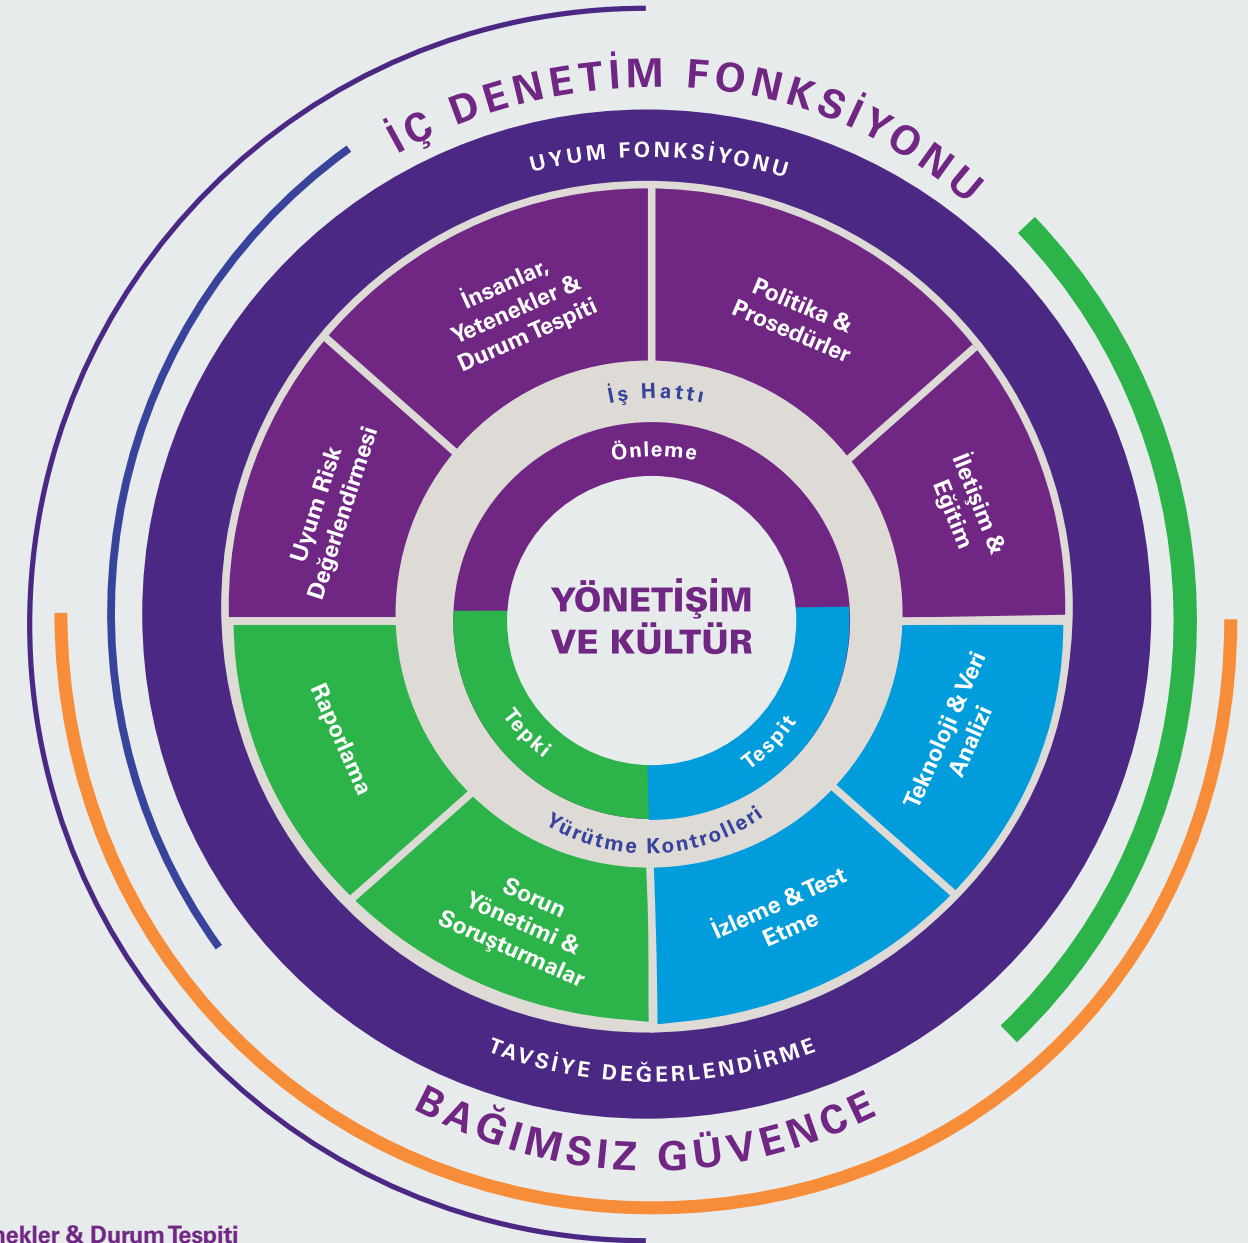 İÇ DENETİM FONKSİYONU
UYUM FONKSİYONU
İnsanlar,
Yetenekler &
Durum Tespiti
Politika &
Prosedürler
Uyum Risk
Değerlendirmesi
İletişim &
Eğitim
İş Hattı
Önleme
YÖNETİŞİM
VE KÜLTÜR
Tepki
Tespit
Raporlama
Teknoloji & Veri
Analizi
Yürütme Kontrolleri
Sorun
Yönetimi &
Soruşturmalar
İzleme & Test
Etme
TAVSİYE DEĞERLENDİRME
BAĞIMSIZ GÜVENCE
& Durum Tespiti